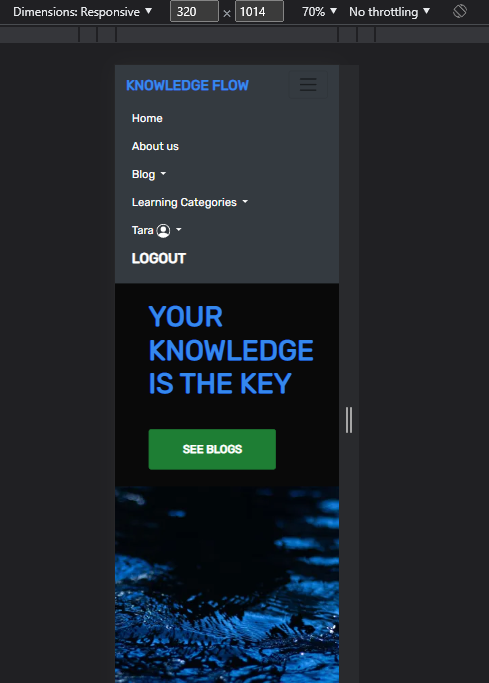 Dimensions: Responsive ▼ 320 × 1014 70% ▼ No throttling ▼
KNOWLEDGE FLOW
Home
About us
Blog
Learning Categories
Tara
LOGOUT
YOUR
KNOWLEDGE
IS THE KEY
SEE BLOGS